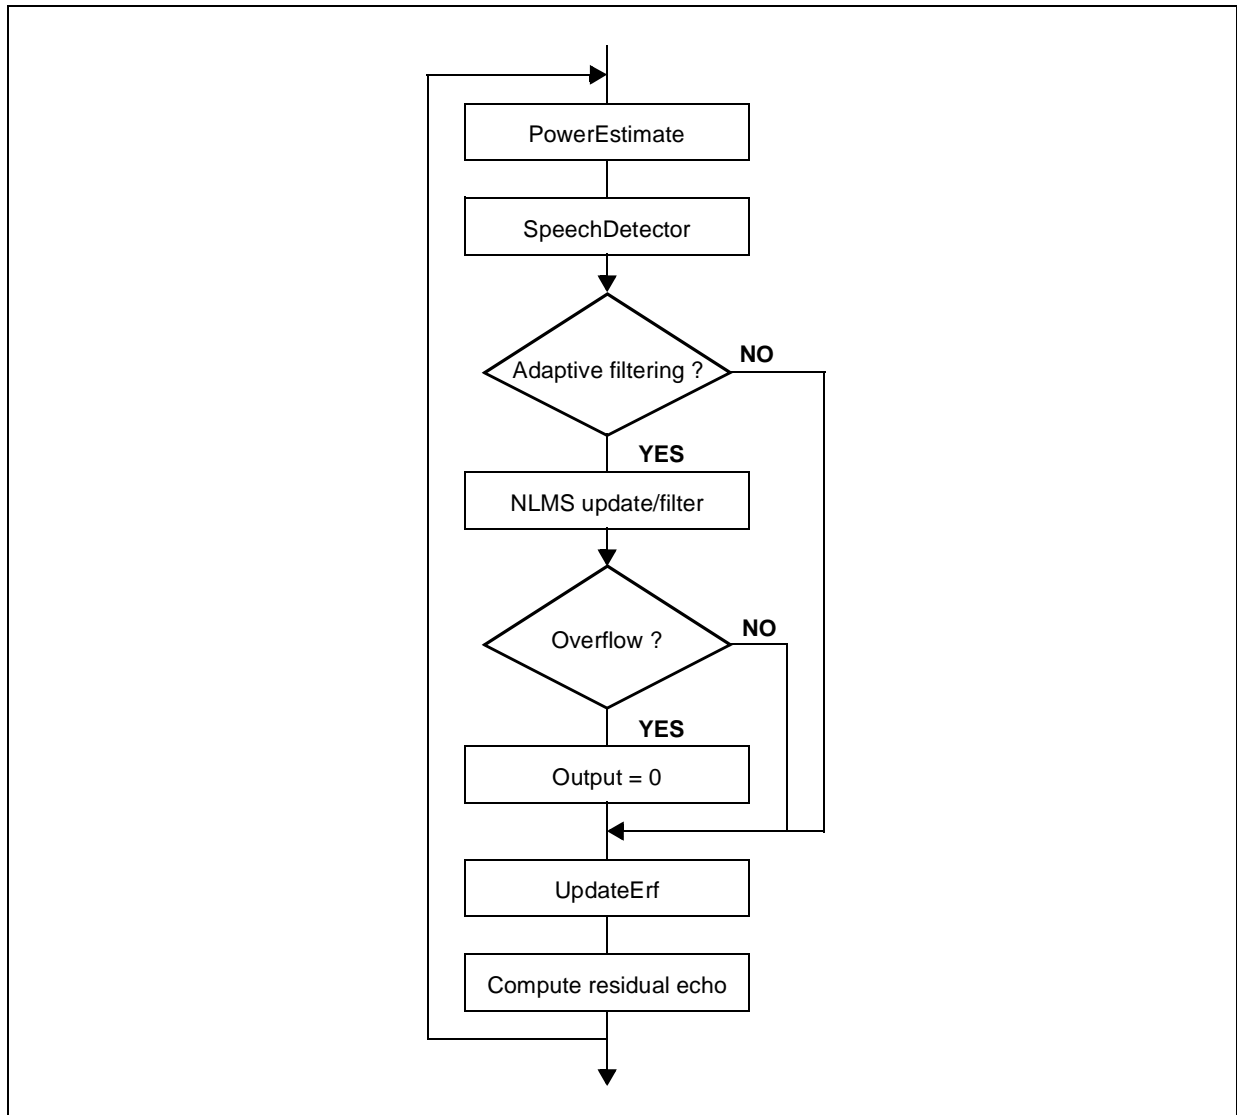 PowerEstimate
SpeechDetector
Adaptive filtering ?
NO
YES
NLMS update/filter
Overflow ?
NO
YES
Output = 0
UpdateErf
Compute residual echo